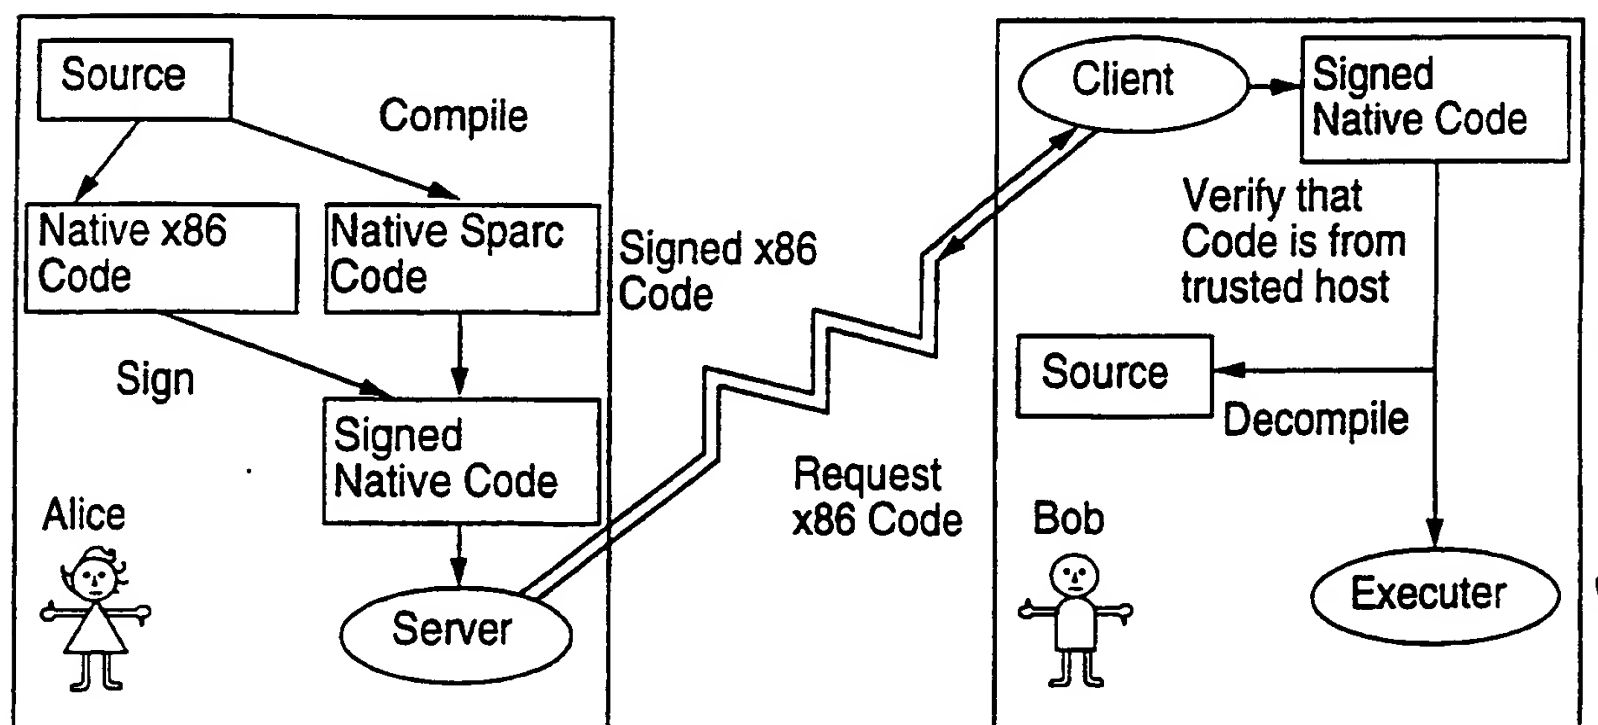 Source
Compile
Native x86
Code
Native Sparc
Code
Sign
Signed
Native Code
Alice
Server
Signed x86
Code
Request
x86 Code
Client
Signed
Native Code
Verify that
Code is from
trusted host
Source
Decompile
Bob
Executer